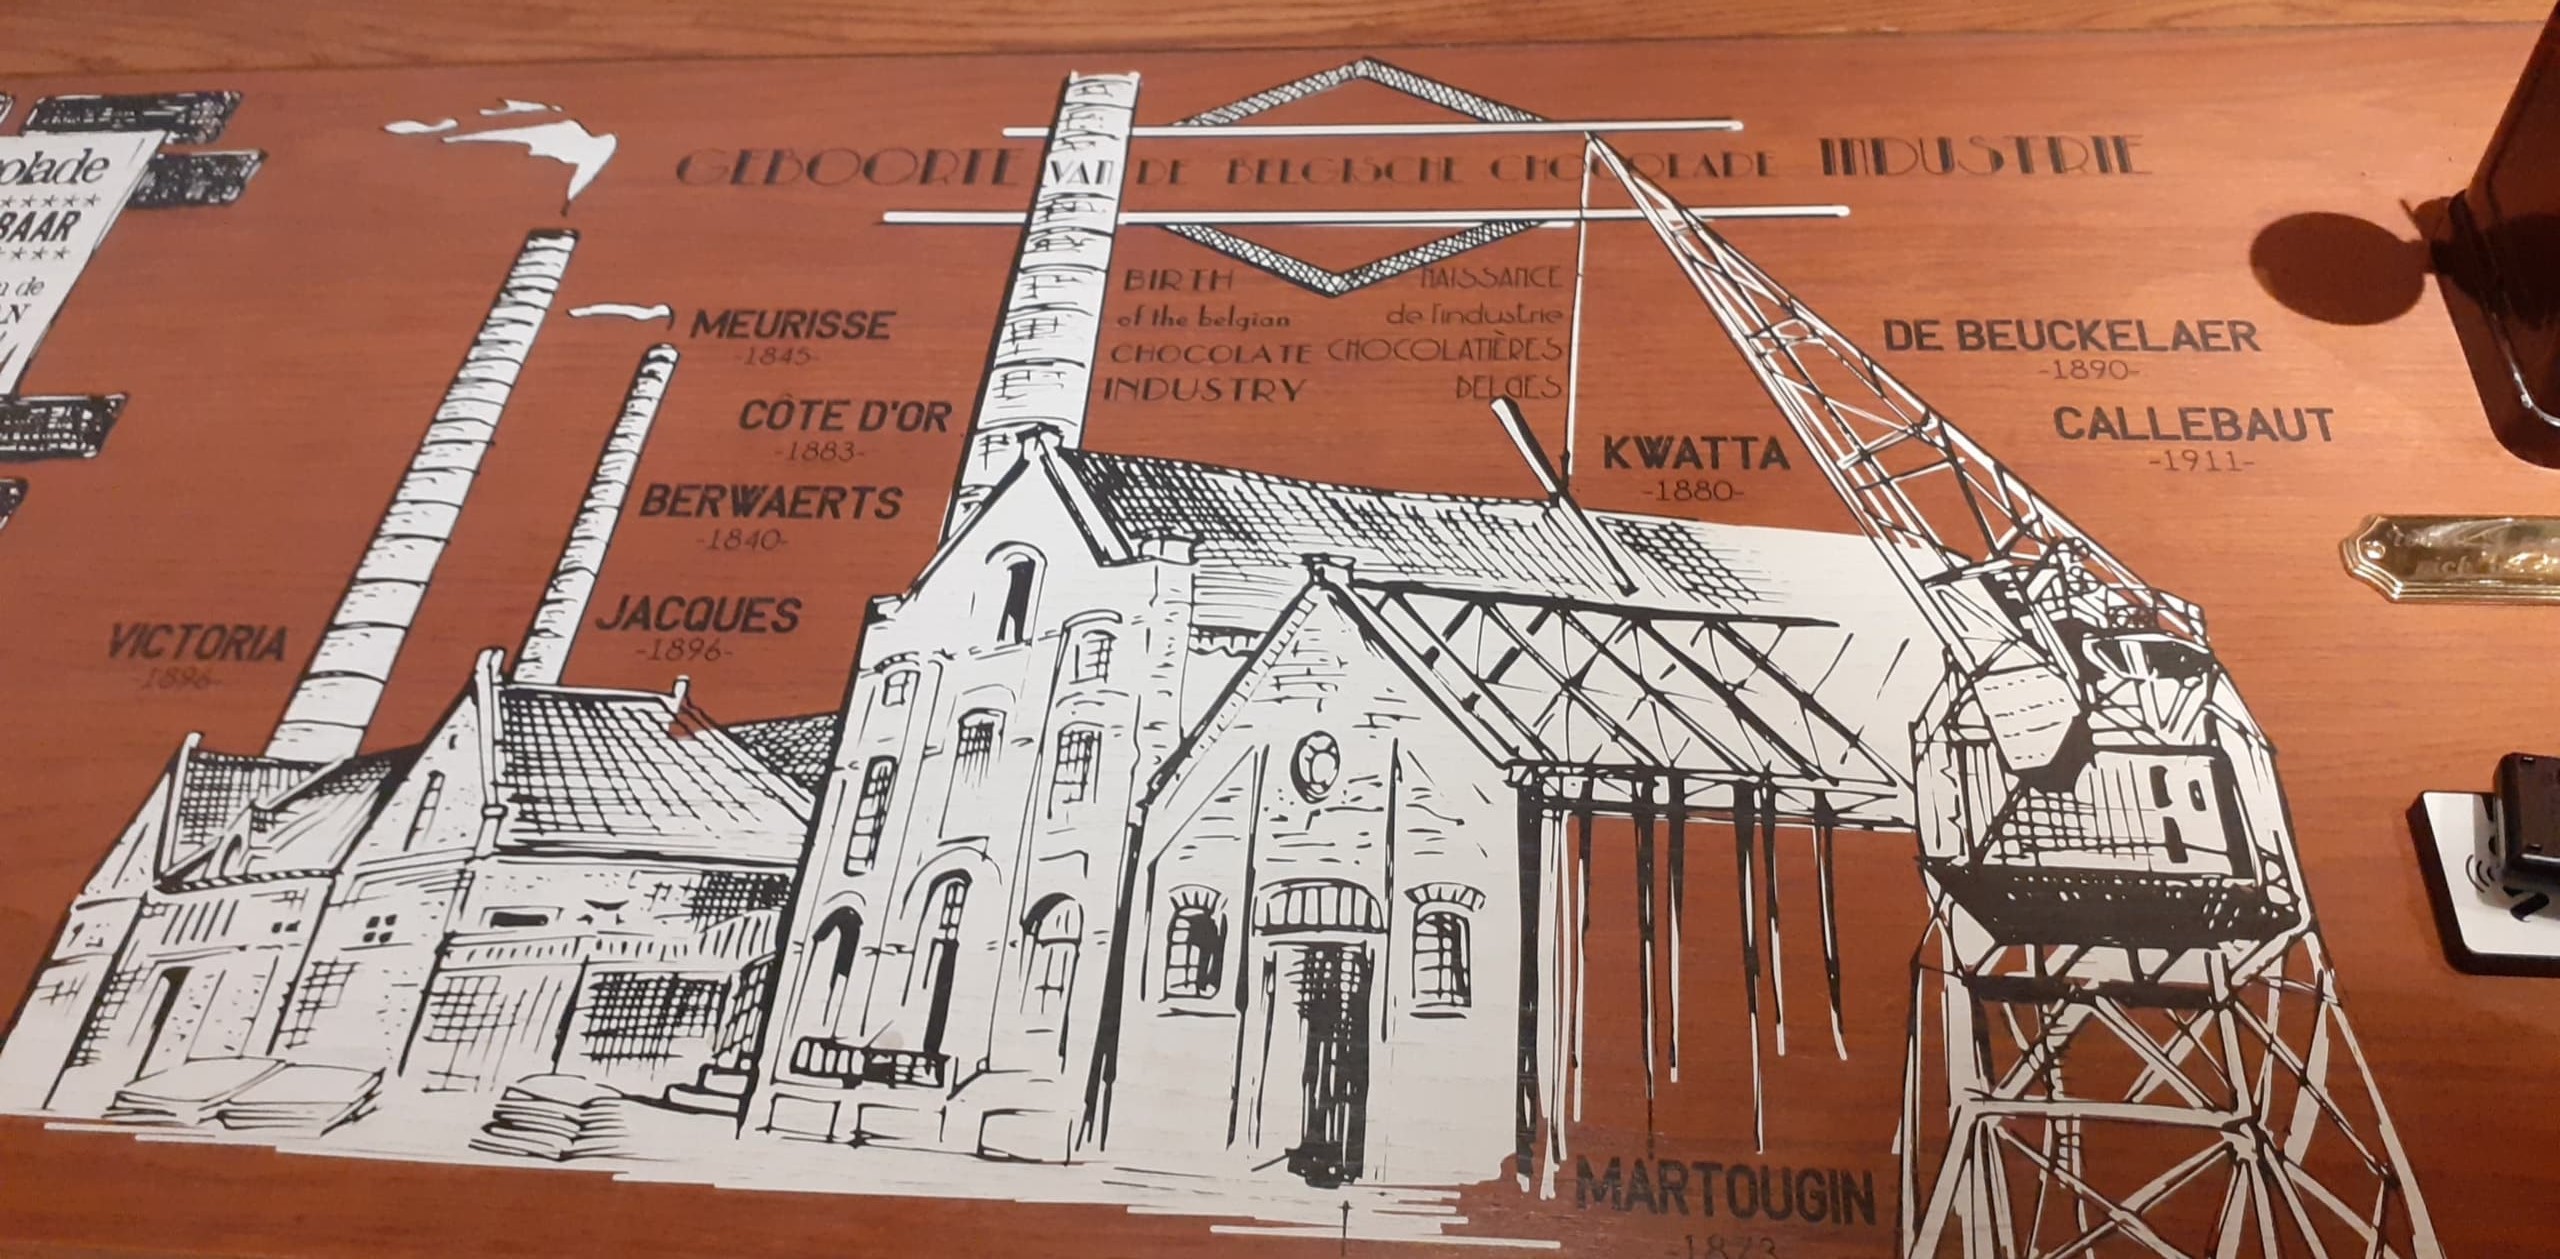 olade
BAAR
de
GEBOORTE VAN DE BELGISCHE CHOCOLADE INDUSTRIE
BIRTH
of the belgian
CHOCOLATE
INDUSTRY
NAISSANCE
de l'industrie
CHOCOLATIÈRES
BELGES
MEURISSE
-1845-
CÔTE D'OR
-1883-
BERWAERTS
-1840-
JACQUES
-1896-
VICTORIA
-1896-
KWATTA
-1880-
DE BEUCKELAER
-1890-
CALLEBAUT
-1911-
MARTOUGIN
-1873-